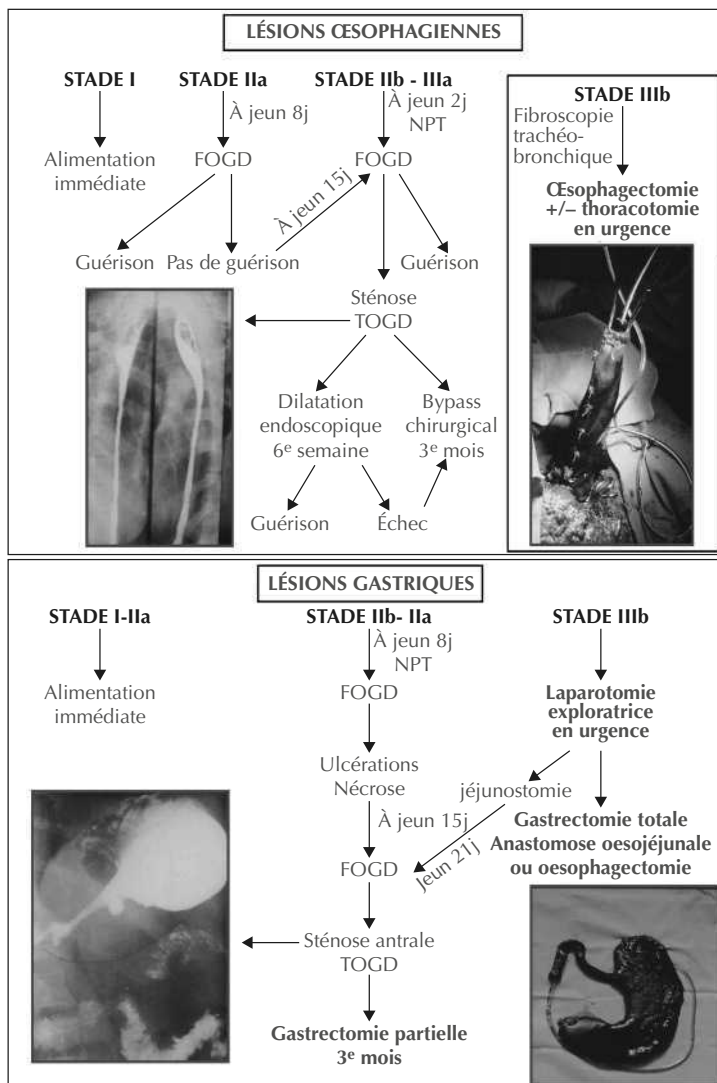 LÉSIONS ŒSOPHAGIENNES
STADE I
STADE IIa
STADE IIb - IIIa
STADE IIIb
À jeun 8j
À jeun 2j
NPT
Fibroscopie
trachéo-
bronchique
Alimentation
immédiate
FOGD
FOGD
À jeun 15j
Œsophagectomie
+/– thoracotomie
en urgence
Guérison
Pas de guérison
Guérison
Sténose
TOGD
Dilatation
endoscopique
6e semaine
Bypass
chirurgical
3e mois
Guérison
Échec
LÉSIONS GASTRIQUES
STADE I-IIa
STADE IIb- IIa
STADE IIIb
À jeun 8j
NPT
Alimentation
immédiate
FOGD
Laparotomie
exploratrice
en urgence
Ulcérations
Nécrose
jéjunostomie
À jeun 15j
Jeun 21j
Gastrectomie totale
Anastomose oesojéjunale
ou oesophagectomie
FOGD
Sténose antrale
TOGD
Gastrectomie partielle
3e mois